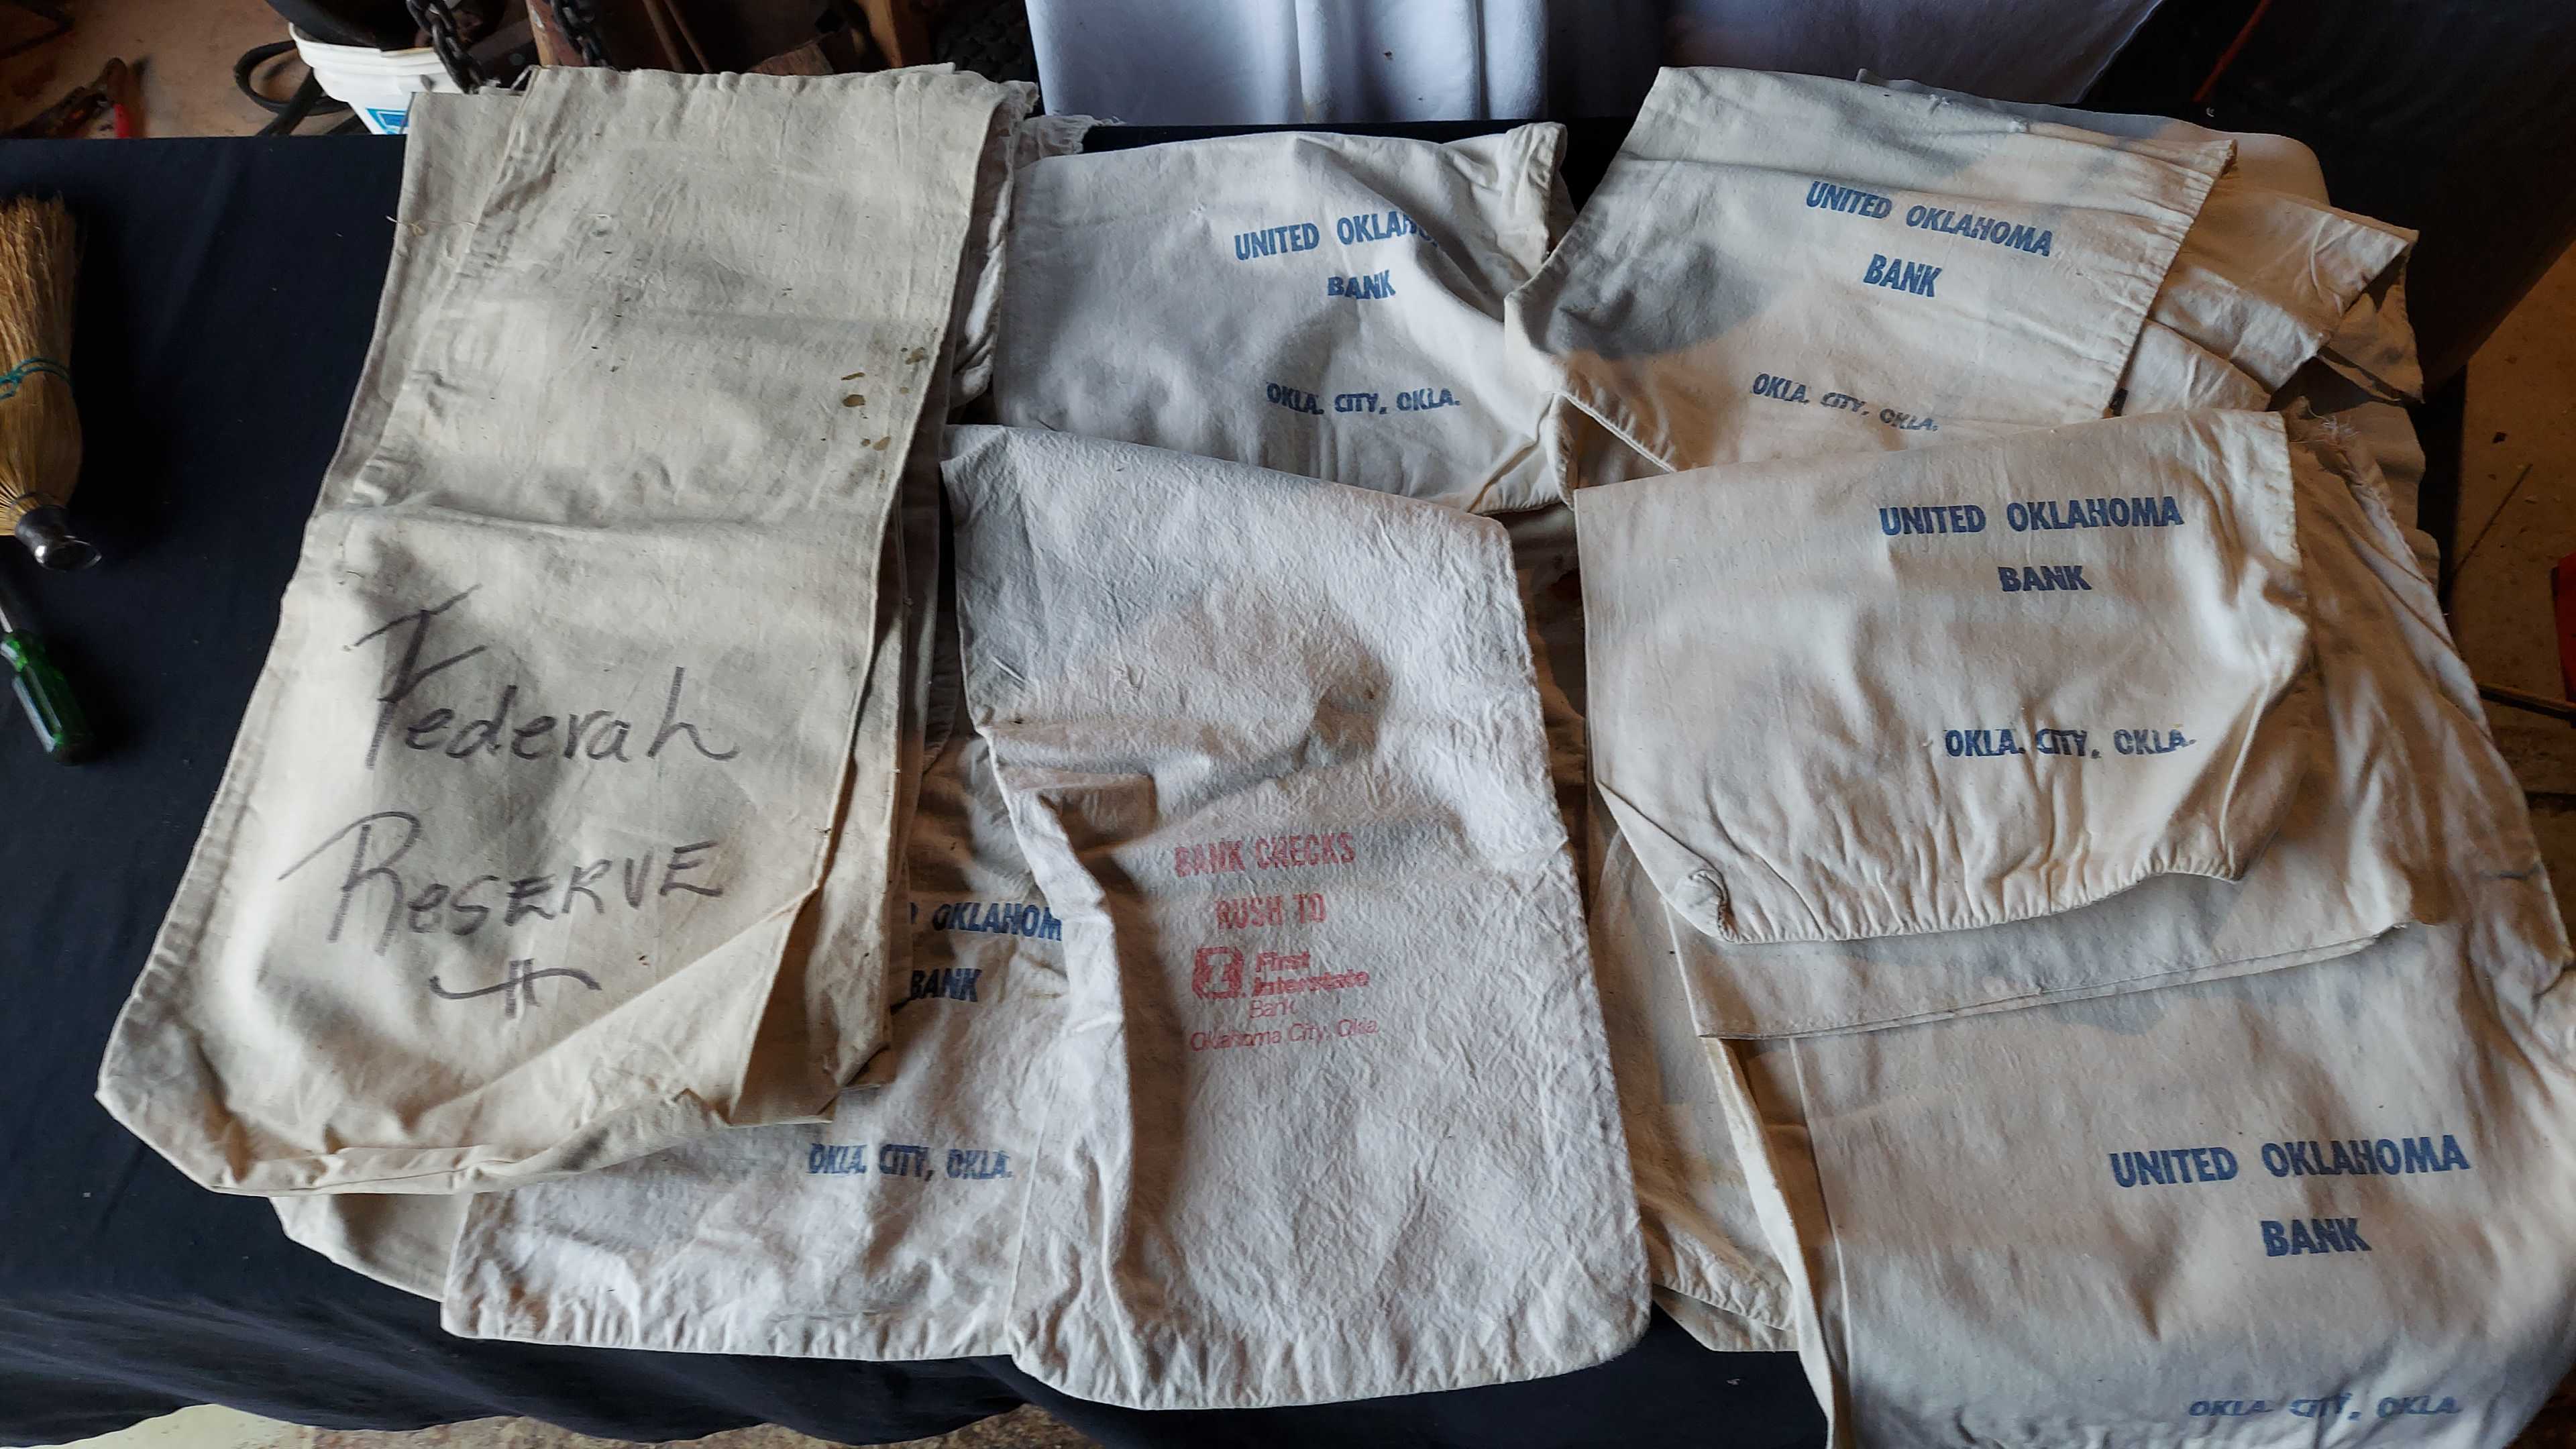 Federal
RESERVE
UNITED OKLAHO
BANK
OKLA. CITY, OKLA.
UNITED OKLAHOMA
BANK
OKLA. CITY, OKLA.
UNITED OKLAHOMA
BANK
OKLA. CITY, OKLA.
OKLAHOM
BANK
OKLA. CITY, OKLA.
BANK CHECKS
RUSH TO
First
Interstate
Bank
Oklahoma City, Okla.
UNITED OKLAHOMA
BANK
OKLA. CITY, OKLA.